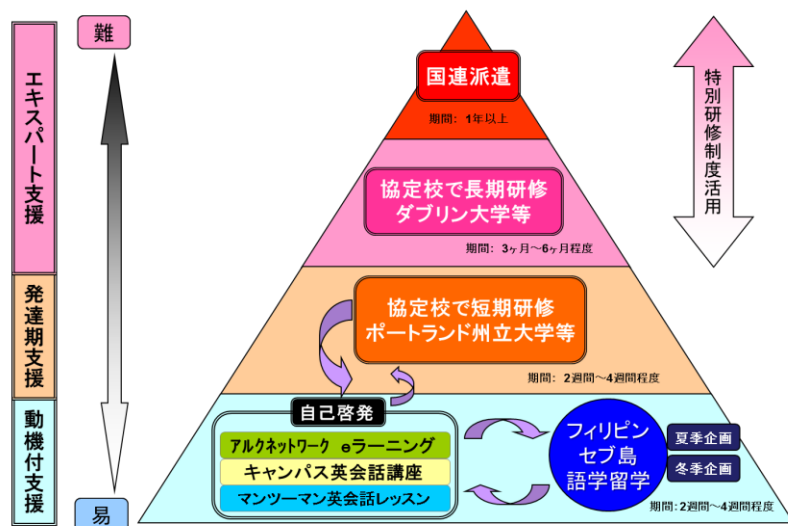 難
エキスパート支援
発達期支援
動機付支援
易
国連派遣
期間: 1年以上
協定校で長期研修
ダブリン大学等
期間: 3ヶ月～6ヶ月程度
特別研修制度活用
協定校で短期研修
ポートランド州立大学等
期間: 2週間～4週間程度
自己啓発
アルクネットワーク eラーニング
キャンパス英会話講座
マンツーマン英会話レッスン
フィリピン
セブ島
語学留学
夏季企画
冬季企画
期間:2週間～4週間程度